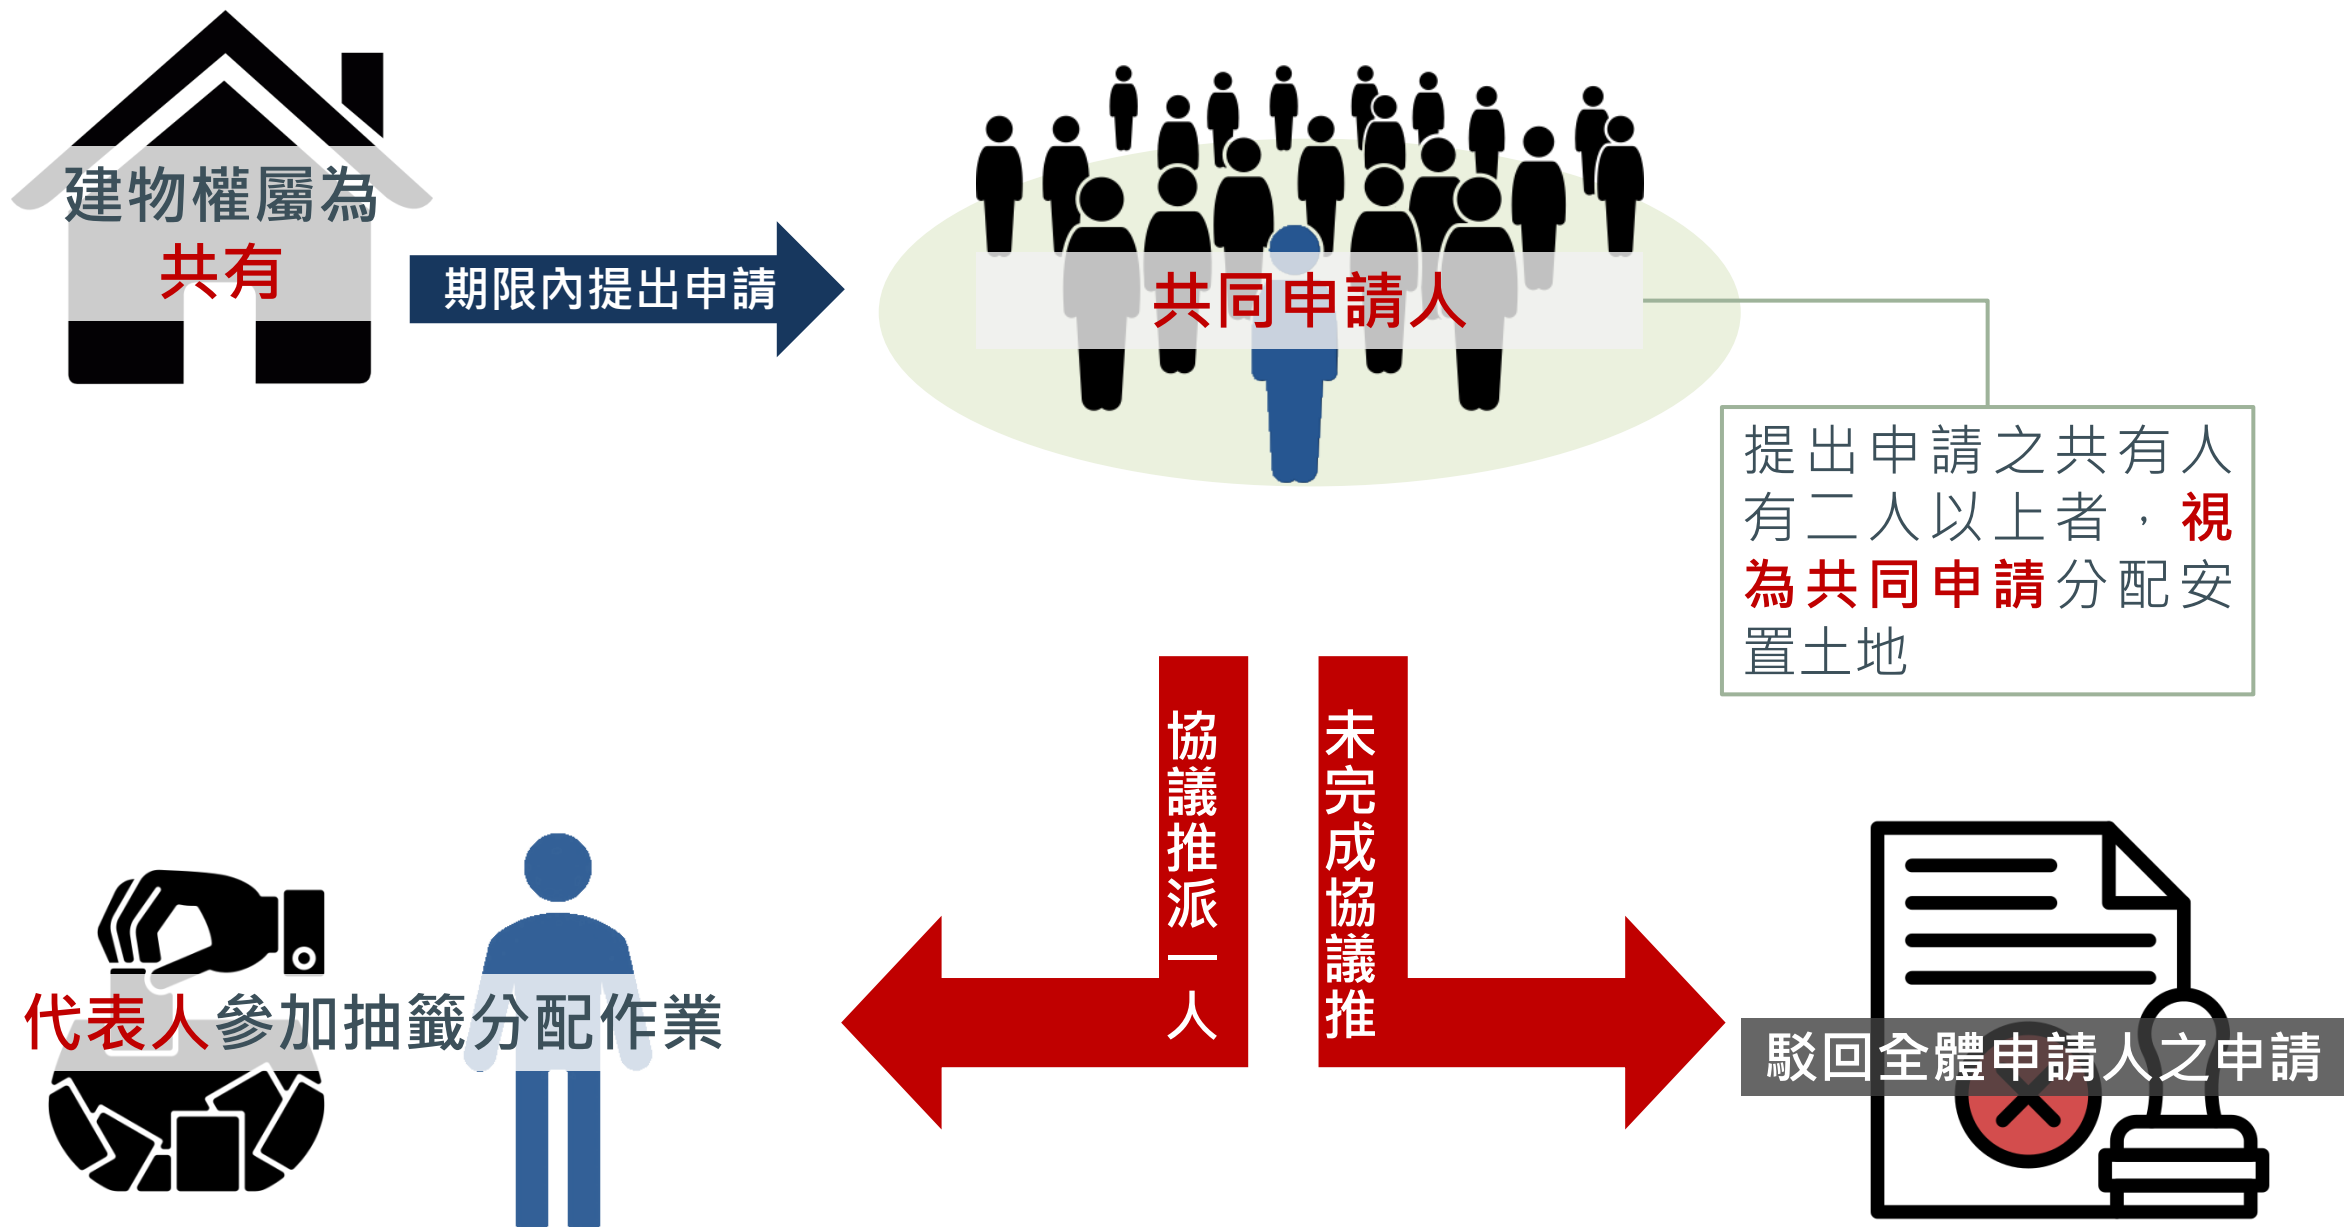 建物權屬為
共有
期限內提出申請
共同申請人
提出申請之共有人
有二人以上者，視
為共同申請分配安
置土地
協議推派一人
未完成協議推
代表人參加抽籤分配作業
駁回全體申請人之申請